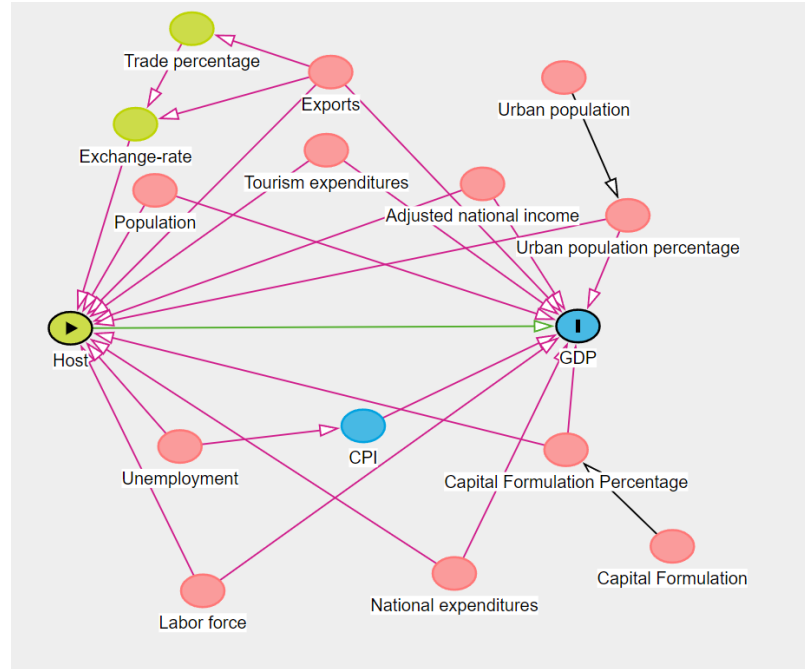 Trade percentage
Exports
Urban population
Exchange-rate
Tourism expenditures
Population
Adjusted national income
Urban population percentage
Host
GDP
CPI
Unemployment
Capital Formulation Percentage
Capital Formulation
National expenditures
Labor force